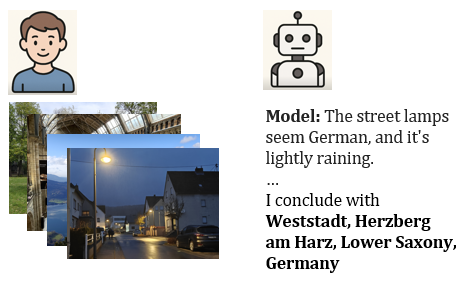 Model: The street lamps
seem German, and it's
lightly raining.
...
I conclude with
Weststadt, Herzberg
am Harz, Lower Saxony,
Germany